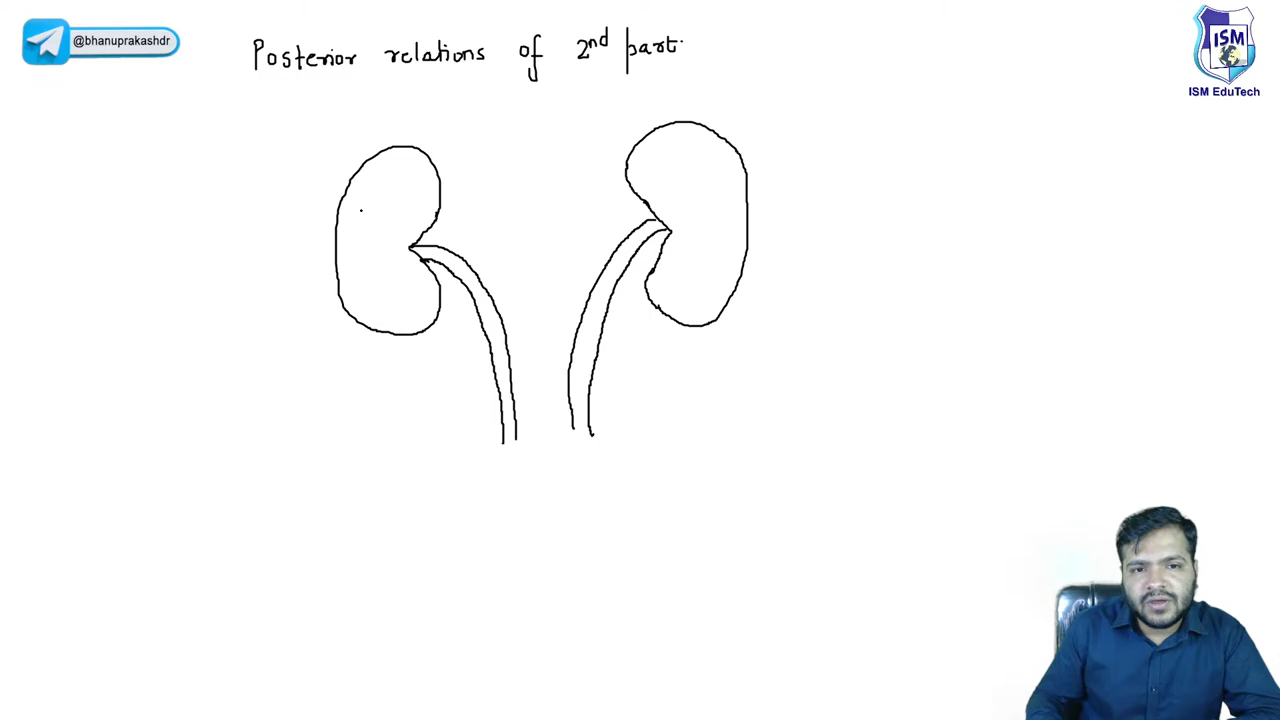 @bhanuprakashdr
Posterior relations of 2nd part
ISM
ISM EduTech